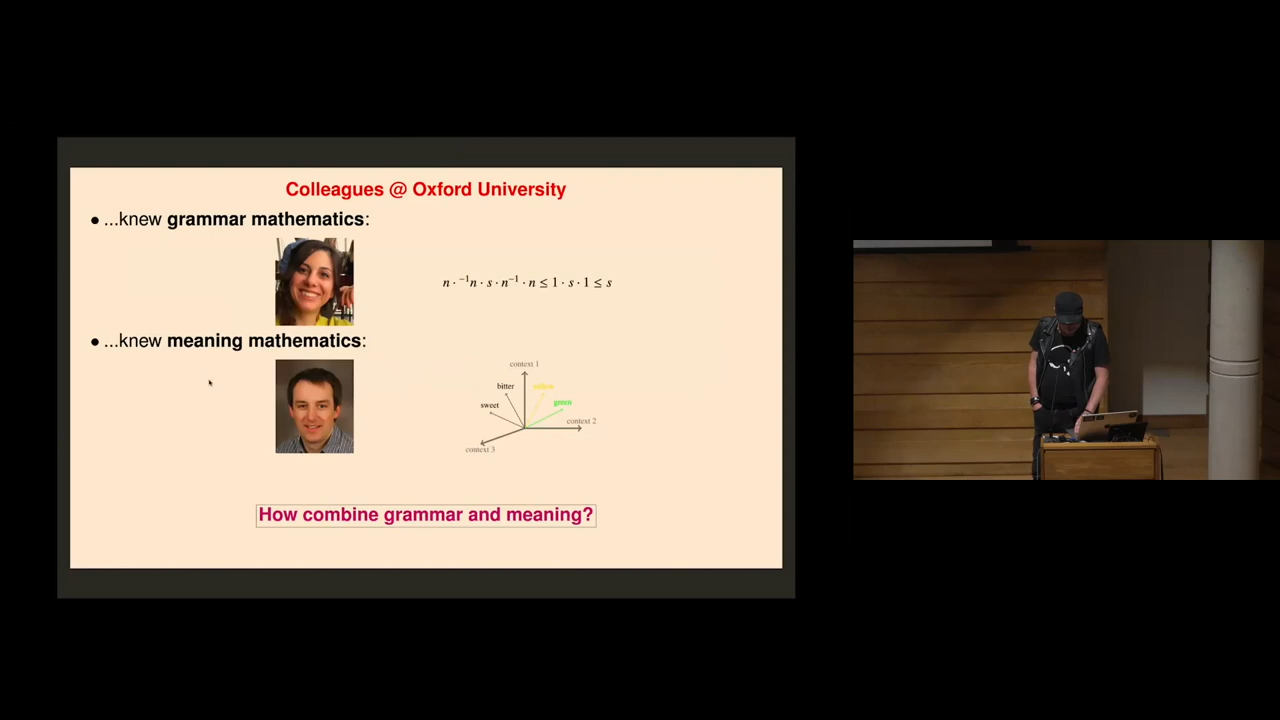 Colleagues @ Oxford University
• ...knew grammar mathematics:
n · ⁻¹n · s · n⁻¹ · n ≤ 1 · s · 1 ≤ s
• ...knew meaning mathematics:
context 1
bitter
sweet
green
context 2
context 3
How combine grammar and meaning?